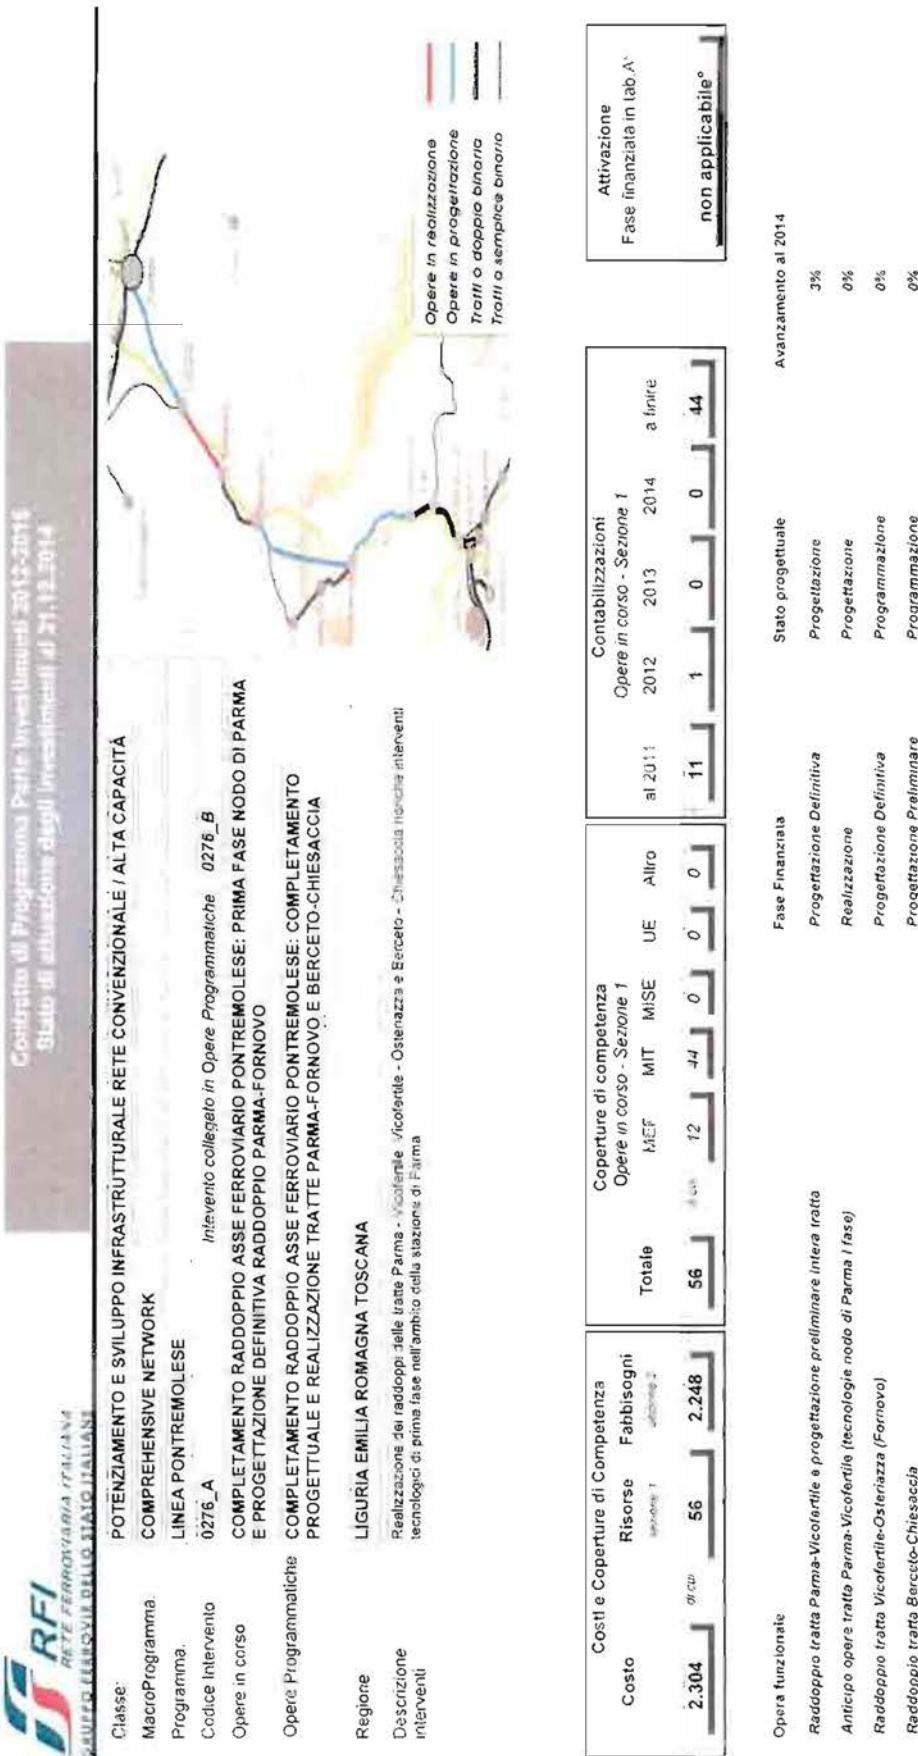 RFI
RETE FERROVIARIA ITALIANA
GRUPPO FERROVIE DELLO STATO ITALIANE
Contratto di Programma Parte Investimenti 2012-2016
Stato di attuazione degli investimenti al 31.12.2014
Classe: POTENZIAMENTO E SVILUPPO INFRASTRUTTURALE RETE CONVENZIONALE / ALTA CAPACITÀ
MacroProgramma. COMPREHENSIVE NETWORK
Programma. LINEA PONTREMOLESE
Codice Intervento 0276_A Intevento collegato in Opere Programmatiche 0276_B
Opere in corso COMPLETAMENTO RADDOPPIO ASSE FERROVIARIO PONTREMOLESE: PRIMA FASE NODO DI PARMA
E PROGETTAZIONE DEFINITIVA RADDOPPIO PARMA-FORNOVO
Opere Programmatiche COMPLETAMENTO RADDOPPIO ASSE FERROVIARIO PONTREMOLESE: COMPLETAMENTO
PROGETTUALE E REALIZZAZIONE TRATTE PARMA-FORNOVO E BERCETO-CHIESACCIA
Regione LIGURIA EMILIA ROMAGNA TOSCANA
Descrizione interventi Realizzazione dei raddoppi delle tratte Parma - Vicofertile Vicofertile - Osteriazza e Berceto - Chiesaccia nonchè interventi
tecnologici di prima fase nell'ambito della stazione di Parma
Opere in realizzazione
Opere in progettazione
Tratti a doppio binario
Tratti a semplice binario
Costi e Coperture di Competenza
Costo Risorse Fabbisogni
sezione 1 sezione 2
2.304 di cui 56 2.248
Coperture di competenza
Opere in corso - Sezione 1
Totale MEF MIT MISE UE Altro
56 di cui 12 44 0 0 0
Contabilizzazioni
Opere in corso - Sezione 1
al 2011 2012 2013 2014 a finire
11 1 0 0 44
Attivazione
Fase finanziata in tab.A
non applicabile°
Opera funzionale Fase Finanziata Stato progettuale Avanzamento al 2014
Raddoppio tratta Parma-Vicofertile e progettazione preliminare intera tratta Progettazione Definitiva Progettazione 3%
Anticipo opere tratta Parma-Vicofertile (tecnologie nodo di Parma I fase) Realizzazione Progettazione 0%
Raddoppio tratta Vicofertile-Osteriazza (Fornovo) Progettazione Definitiva Programmazione 0%
Raddoppio tratta Berceto-Chiesaccia Progettazione Preliminare Programmazione 0%